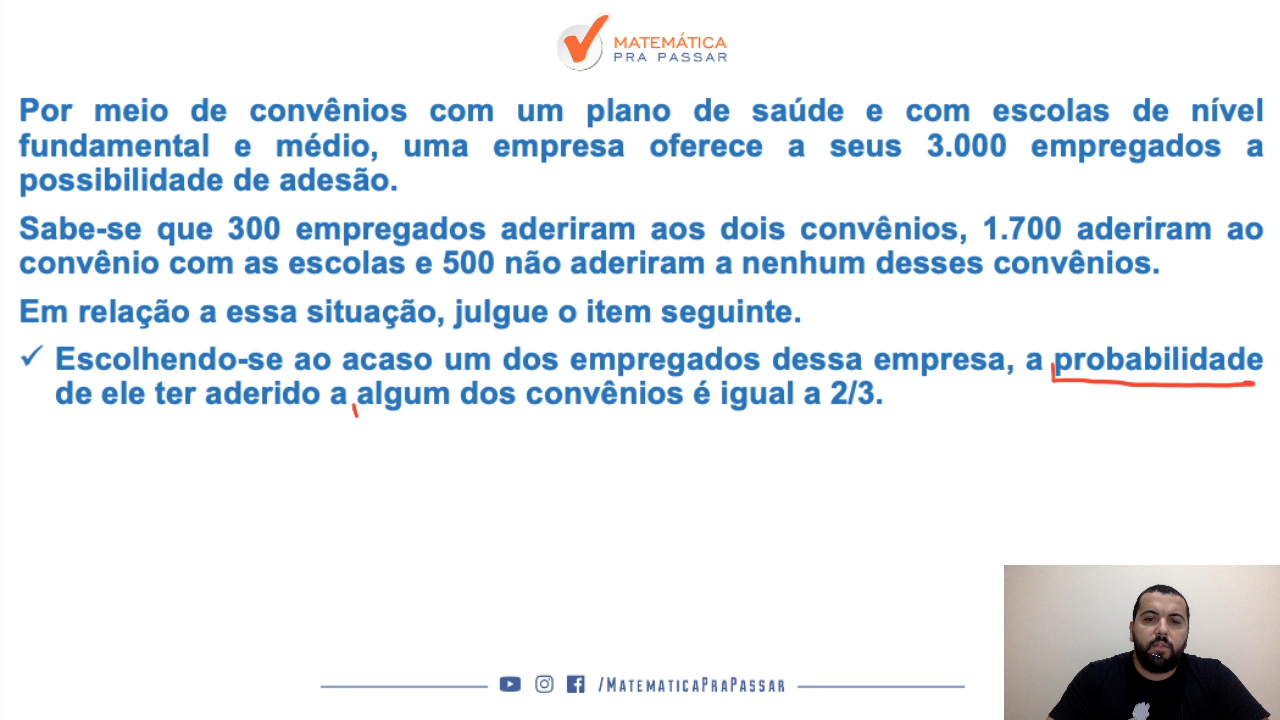 MATEMÁTICA
PRA PASSAR
Por meio de convênios com um plano de saúde e com escolas de nível
fundamental e médio, uma empresa oferece a seus 3.000 empregados a
possibilidade de adesão.
Sabe-se que 300 empregados aderiram aos dois convênios, 1.700 aderiram ao
convênio com as escolas e 500 não aderiram a nenhum desses convênios.
Em relação a essa situação, julgue o item seguinte.
✓ Escolhendo-se ao acaso um dos empregados dessa empresa, a probabilidade
de ele ter aderido a algum dos convênios é igual a 2/3.
/MATEMATICAPRAPASSAR